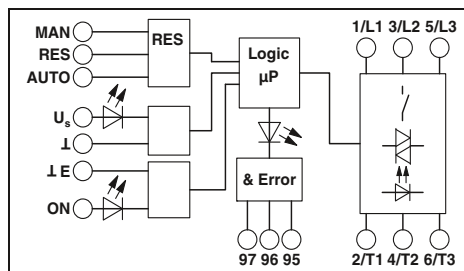 MAN
RES
AUTO
RES
Us
⊥
⊥ E
ON
Logic
µP
& Error
97 96 95
1/L1 3/L2 5/L3
2/T1 4/T2 6/T3